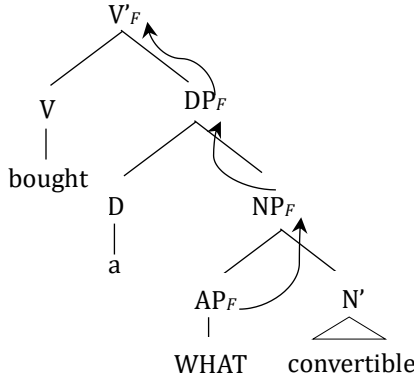 V'F
V DPF
bought
D NPF
a
APF N'
WHAT convertible